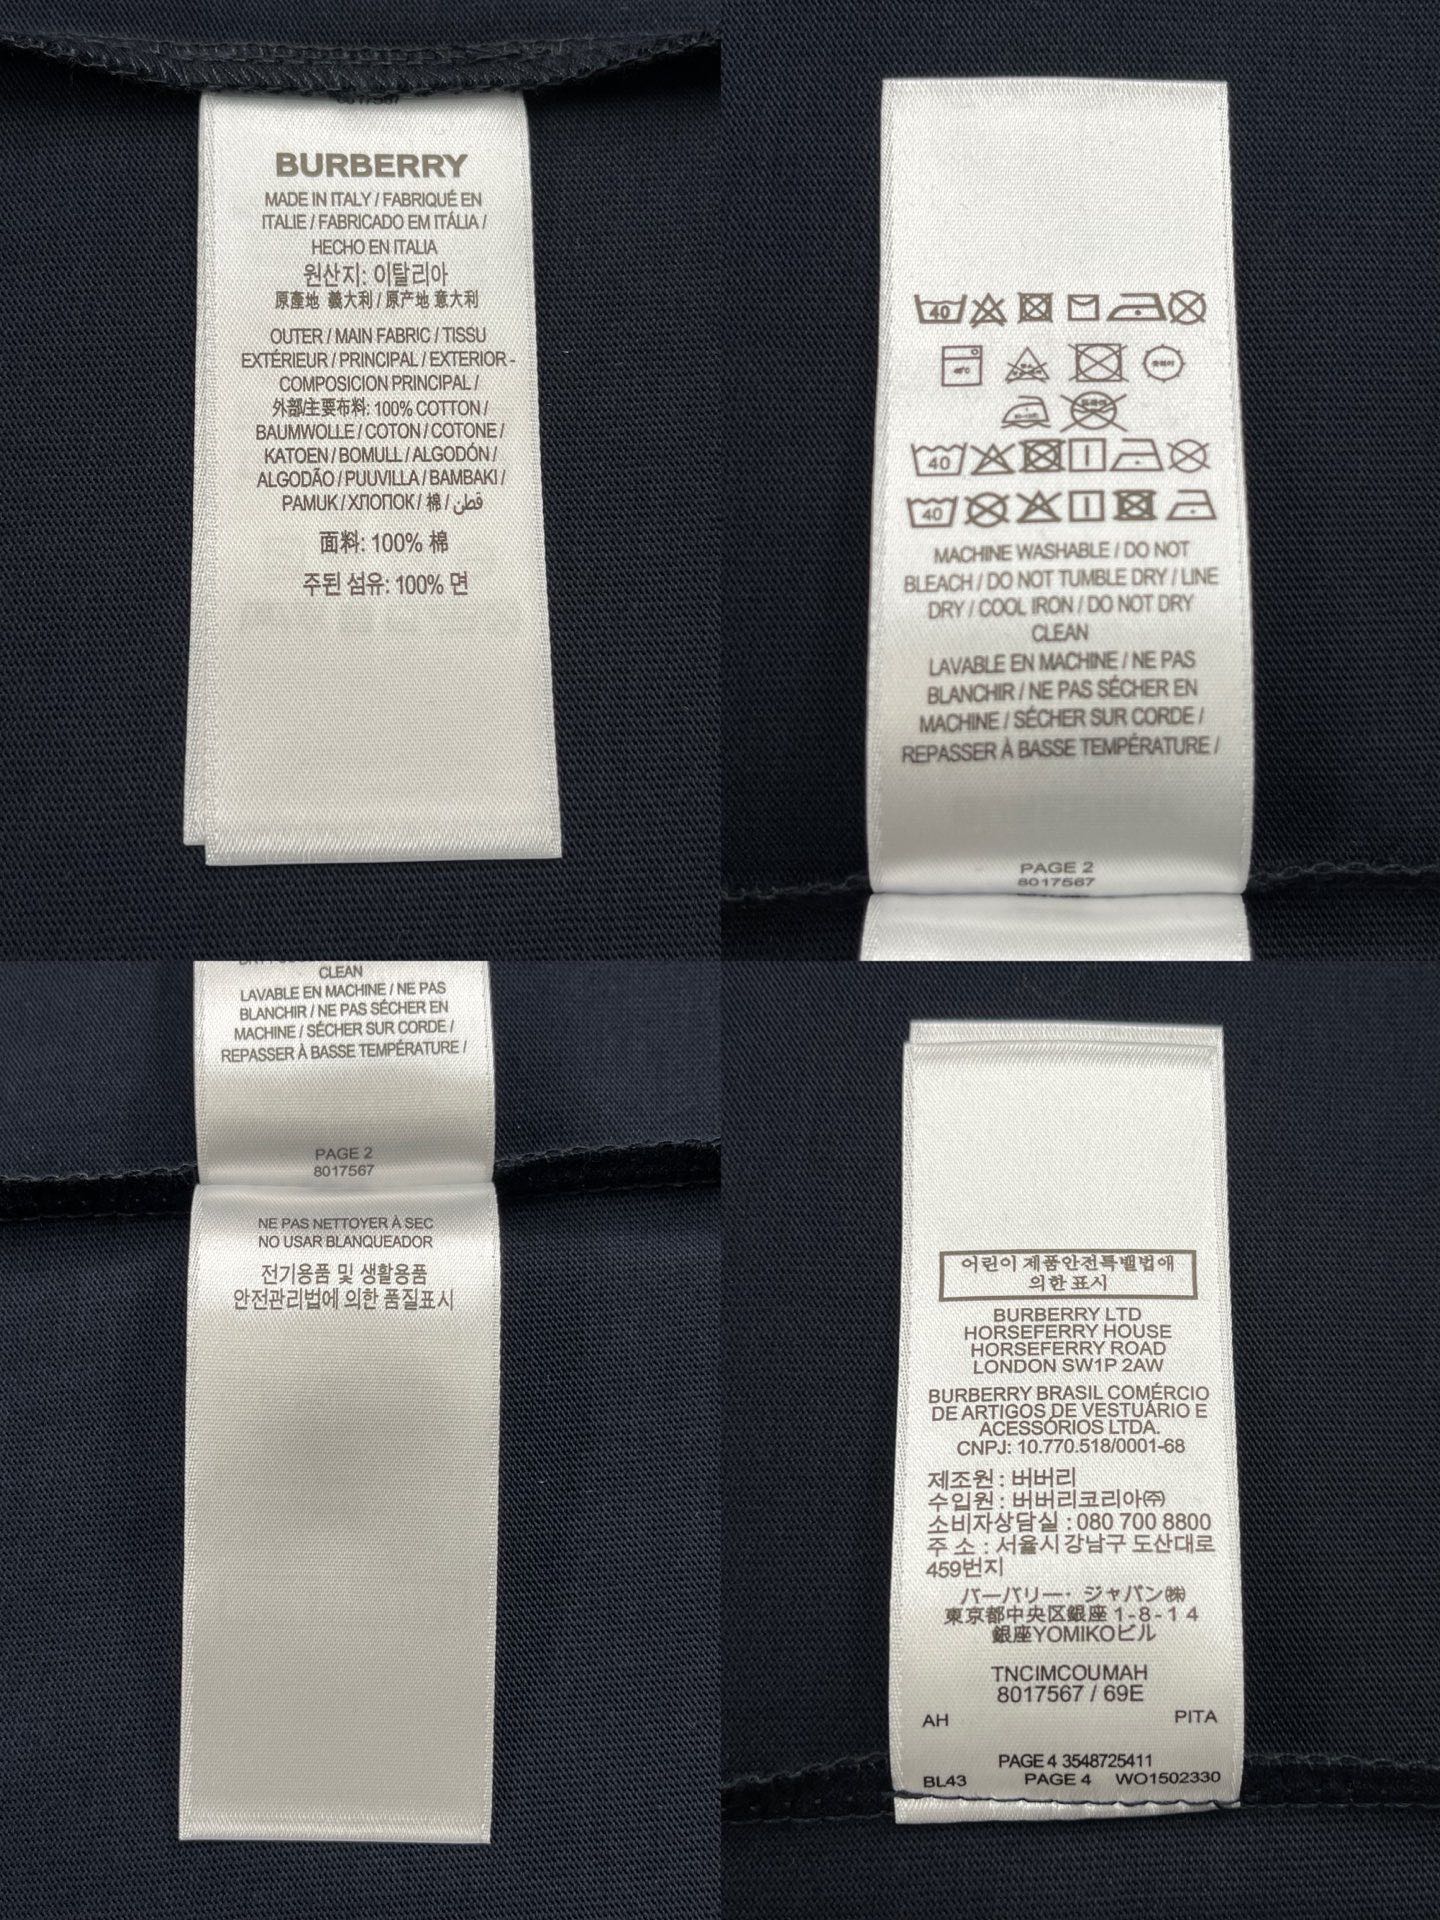 BURBERRY
MADE IN ITALY / FABRIQUÉ EN
ITALIE / FABRICADO EM ITÁLIA /
HECHO EN ITALIA
원산지: 이탈리아
原產地 義大利 / 原产地 意大利
OUTER / MAIN FABRIC / TISSU
EXTÉRIEUR / PRINCIPAL / EXTERIOR -
COMPOSICION PRINCIPAL /
外部/主要布料: 100% COTTON /
BAUMWOLLE / COTON / COTONE /
KATOEN / BOMULL / ALGODÓN /
ALGODÃO / PUUVILLA / BAMBAKI /
PAMUK / ХЛОПОК / 棉 / قطن
面料: 100% 棉
주된 섬유: 100% 면
40
40
40
MACHINE WASHABLE / DO NOT
BLEACH / DO NOT TUMBLE DRY / LINE
DRY / COOL IRON / DO NOT DRY
CLEAN
LAVABLE EN MACHINE / NE PAS
BLANCHIR / NE PAS SÉCHER EN
MACHINE / SÉCHER SUR CORDE /
REPASSER À BASSE TEMPÉRATURE /
PAGE 2
8017567
CLEAN
LAVABLE EN MACHINE / NE PAS
BLANCHIR / NE PAS SÉCHER EN
MACHINE / SÉCHER SUR CORDE /
REPASSER À BASSE TEMPÉRATURE /
PAGE 2
8017567
NE PAS NETTOYER À SEC
NO USAR BLANQUEADOR
전기용품 및 생활용품
안전관리법에 의한 품질표시
어린이 제품안전특별법애
의한 표시
BURBERRY LTD
HORSEFERRY HOUSE
HORSEFERRY ROAD
LONDON SW1P 2AW
BURBERRY BRASIL COMÉRCIO
DE ARTIGOS DE VESTUÁRIO E
ACESSÓRIOS LTDA.
CNPJ: 10.770.518/0001-68
제조원 : 버버리
수입원 : 버버리코리아㈜
소비자상담실 : 080 700 8800
주 소 : 서울시 강남구 도산대로
459번지
バーバリー・ジャパン㈱
東京都中央区銀座 1 - 8 - 1 4
銀座YOMIKOビル
TNCIMCOUMAH
8017567 / 69E
AH PITA
PAGE 4 3548725411
BL43 PAGE 4 WO1502330